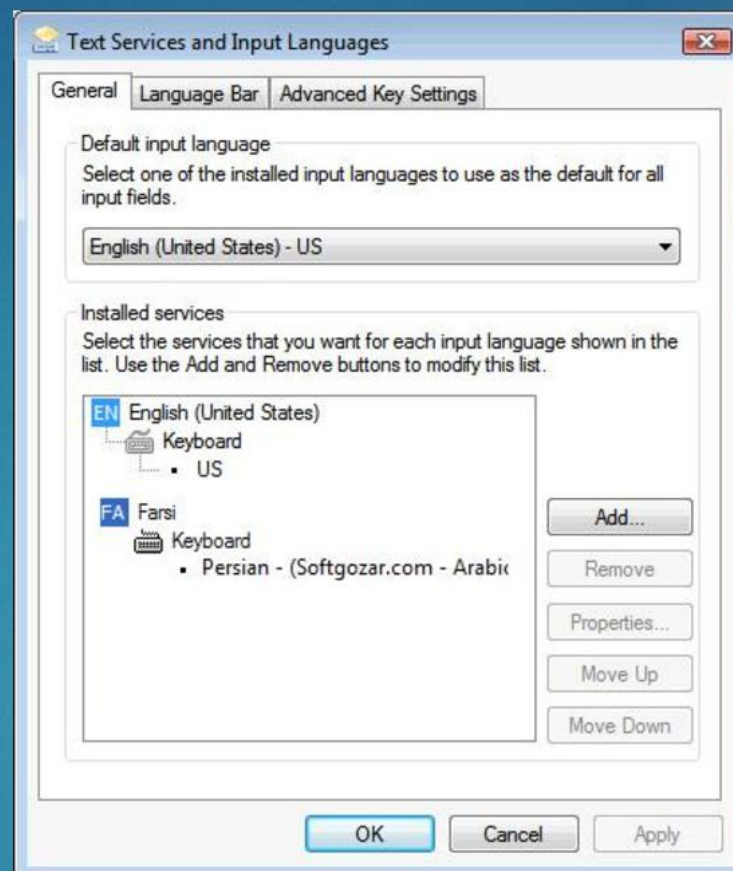 Text Services and Input Languages
General
Language Bar
Advanced Key Settings
Default input language
Select one of the installed input languages to use as the default for all
input fields.
English (United States) - US
Installed services
Select the services that you want for each input language shown in the
list. Use the Add and Remove buttons to modify this list.
EN English (United States)
Keyboard
US
FA Farsi
Keyboard
Persian - (Softgozar.com - Arabic
Add...
Remove
Properties...
Move Up
Move Down
OK
Cancel
Apply